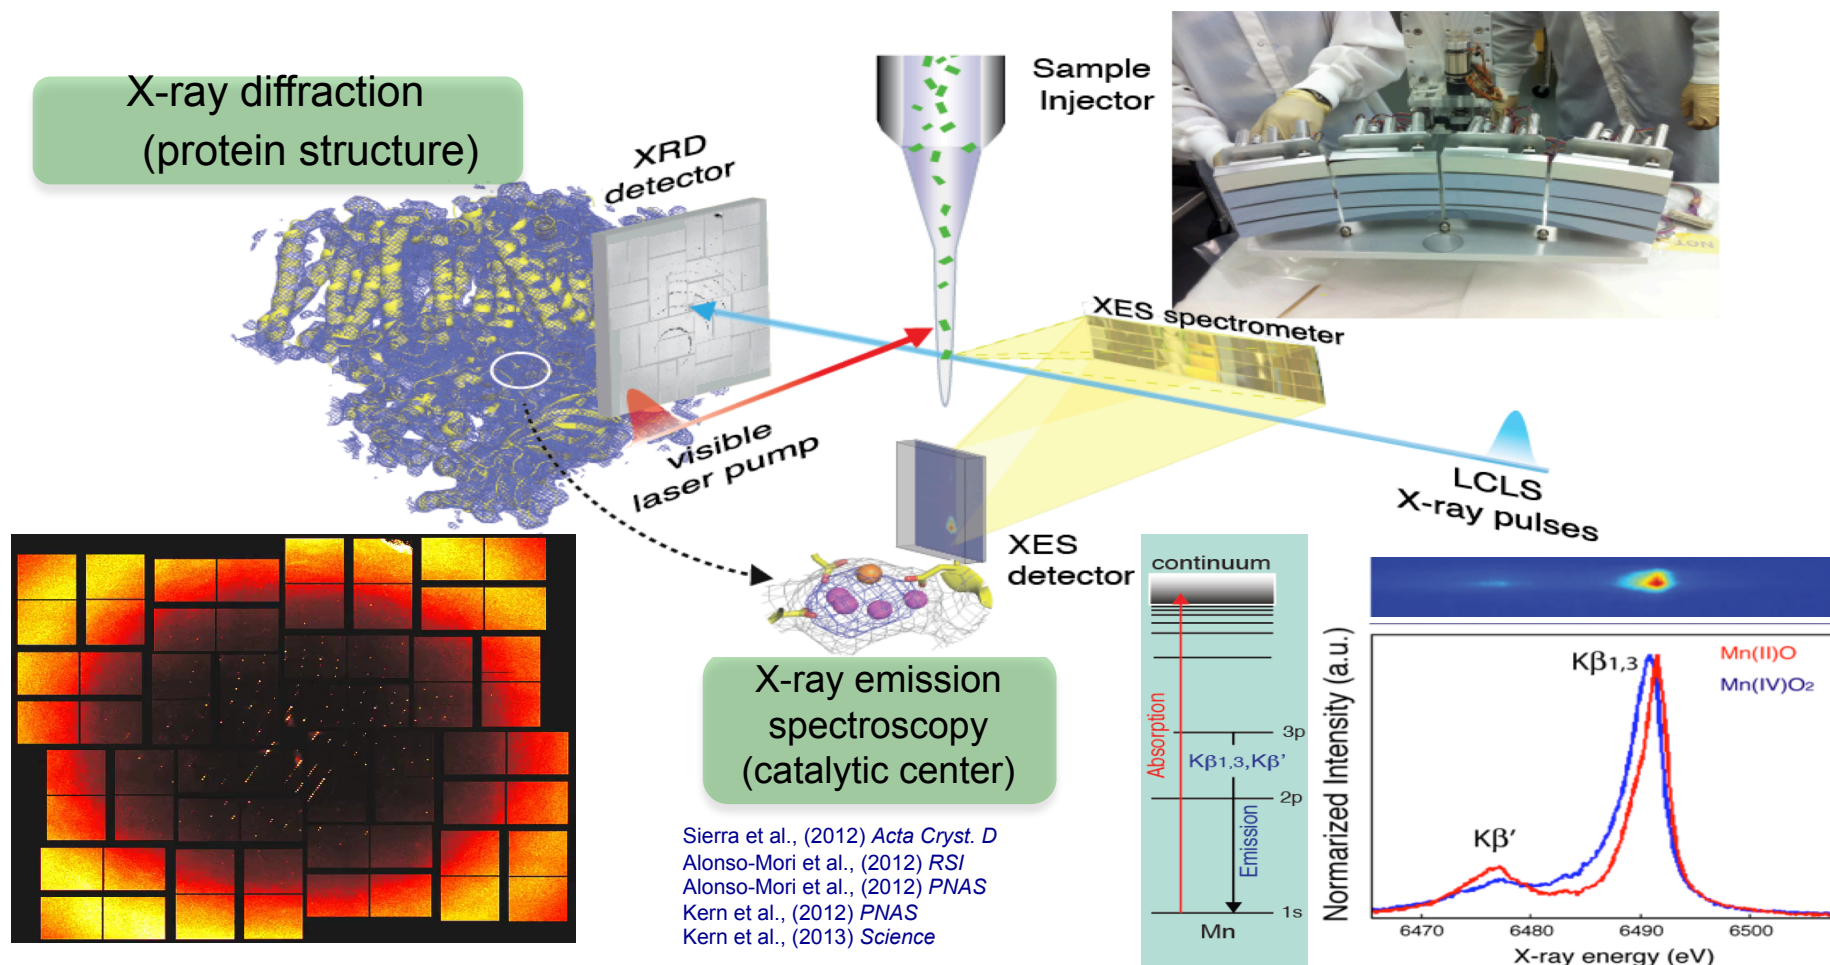 X-ray diffraction
(protein structure)
XRD
detector
Sample
Injector
XES spectrometer
visible
laser pump
LCLS
X-ray pulses
XES
detector
X-ray emission
spectroscopy
(catalytic center)
Sierra et al., (2012) Acta Cryst. D
Alonso-Mori et al., (2012) RSI
Alonso-Mori et al., (2012) PNAS
Kern et al., (2012) PNAS
Kern et al., (2013) Science
continuum
Absorption
3p
Kβ1,3,Kβ'
2p
Emission
1s
Mn
Normarized Intensity (a.u.)
Kβ1,3
Mn(II)O
Mn(IV)O2
Kβ'
6470 6480 6490 6500
X-ray energy (eV)
NOT